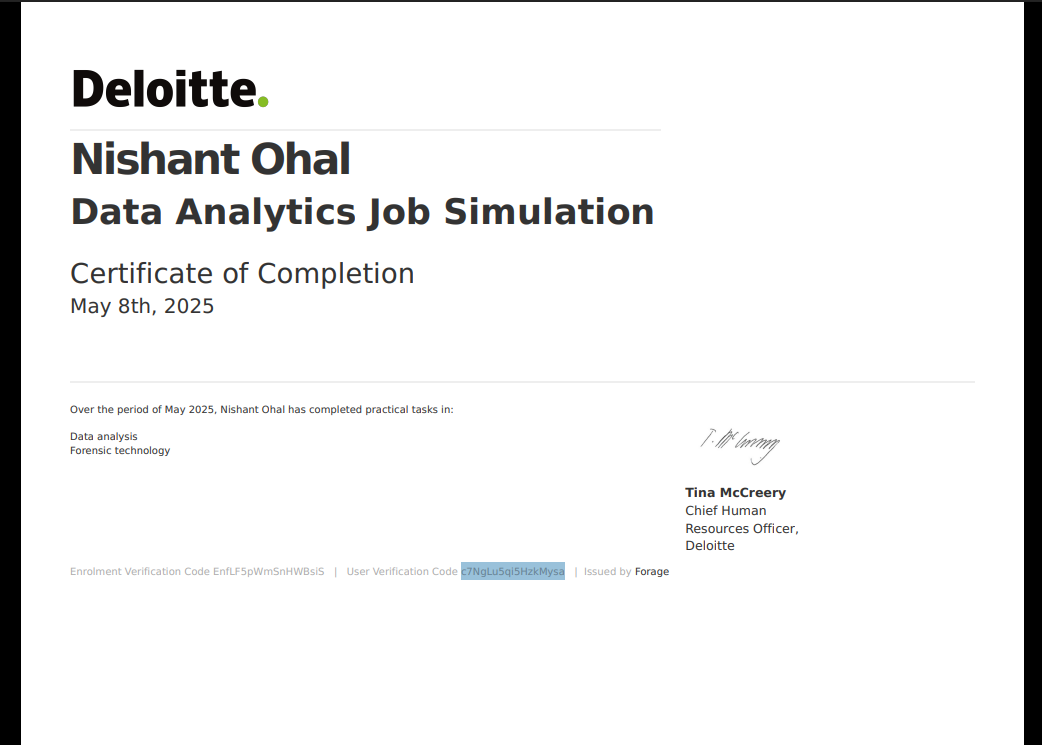 Deloitte.
Nishant Ohal
Data Analytics Job Simulation
Certificate of Completion
May 8th, 2025
Over the period of May 2025, Nishant Ohal has completed practical tasks in:
Data analysis
Forensic technology
T. McCreery
Tina McCreery
Chief Human
Resources Officer,
Deloitte
Enrolment Verification Code EnfLF5pWmSnHWBsiS | User Verification Code c7NgLu5qi5HzkMysa | Issued by Forage